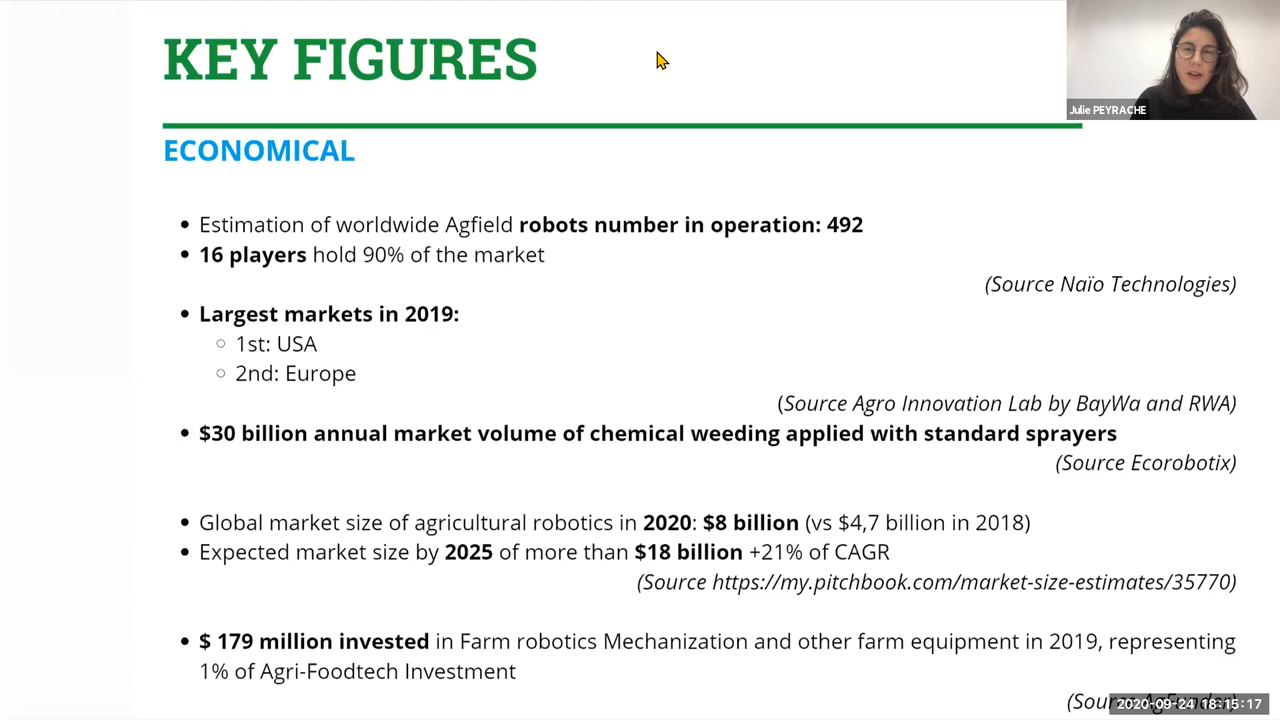 KEY FIGURES
Julie PEYRACHE
ECONOMICAL
• Estimation of worldwide Agfield robots number in operation: 492
• 16 players hold 90% of the market
(Source Naïo Technologies)
• Largest markets in 2019:
○ 1st: USA
○ 2nd: Europe
(Source Agro Innovation Lab by BayWa and RWA)
• $30 billion annual market volume of chemical weeding applied with standard sprayers
(Source Ecorobotix)
• Global market size of agricultural robotics in 2020: $8 billion (vs $4,7 billion in 2018)
• Expected market size by 2025 of more than $18 billion +21% of CAGR
(Source https://my.pitchbook.com/market-size-estimates/35770)
• $ 179 million invested in Farm robotics Mechanization and other farm equipment in 2019, representing
1% of Agri-Foodtech Investment
(Source AgFunder)
2020-09-24 18:15:17